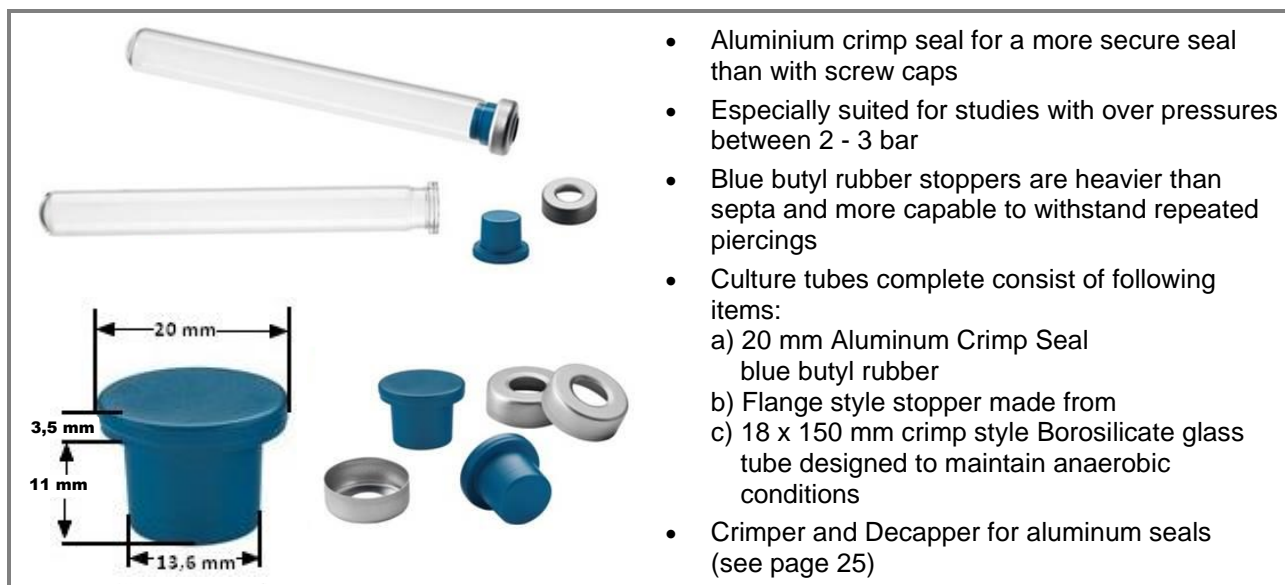 • Aluminium crimp seal for a more secure seal
than with screw caps
• Especially suited for studies with over pressures
between 2 - 3 bar
• Blue butyl rubber stoppers are heavier than
septa and more capable to withstand repeated
piercings
• Culture tubes complete consist of following
items:
a) 20 mm Aluminum Crimp Seal
blue butyl rubber
b) Flange style stopper made from
c) 18 x 150 mm crimp style Borosilicate glass
tube designed to maintain anaerobic
conditions
• Crimper and Decapper for aluminum seals
(see page 25)
20 mm
3,5 mm
11 mm
13,6 mm